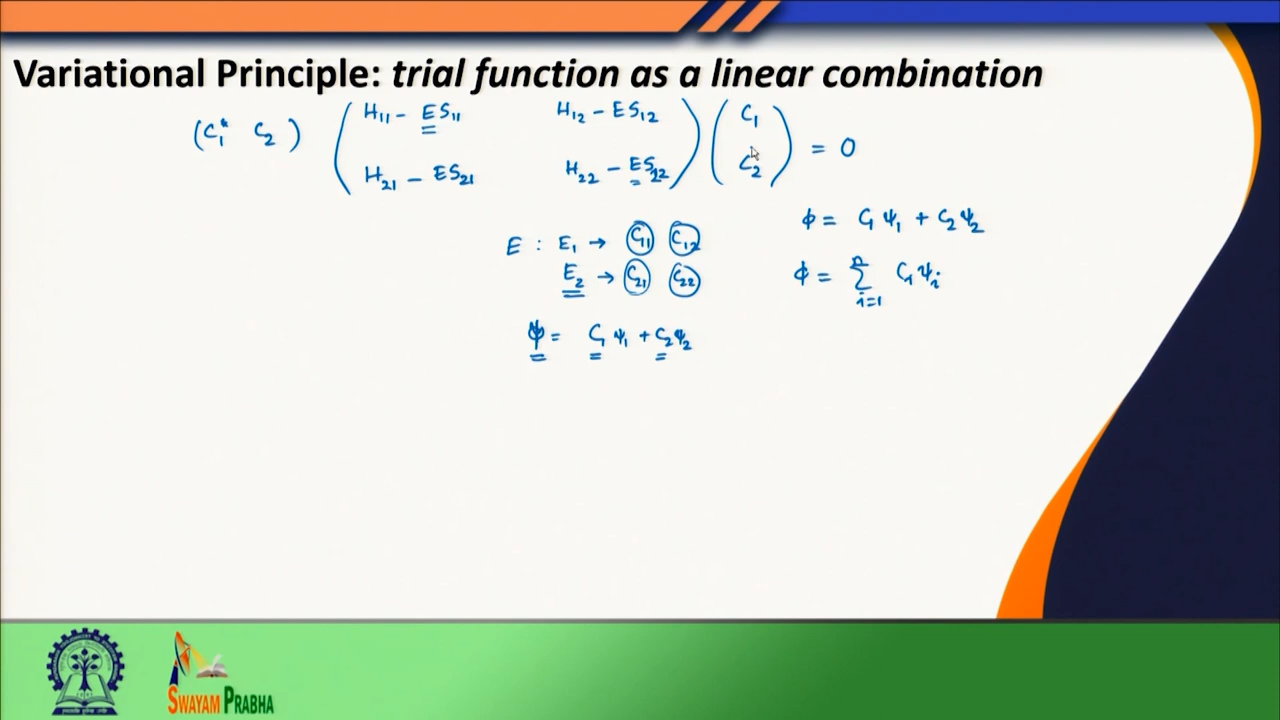 Variational Principle: trial function as a linear combination
(C₁* C₂) ( H₁₁ - ES₁₁ H₁₂ - ES₁₂ ) ( C₁ )
( H₂₁ - ES₂₁ H₂₂ - ES₂₂ ) ( C₂ ) = 0
ϕ = C₁ψ₁ + C₂ψ₂
E : E₁ → C₁₁ C₁₂
E₂ → C₂₁ C₂₂
ϕ = Σ C₁ψᵢ
n
i=1
ψ = C₁ψ₁ + C₂ψ₂
SWAYAM PRABHA